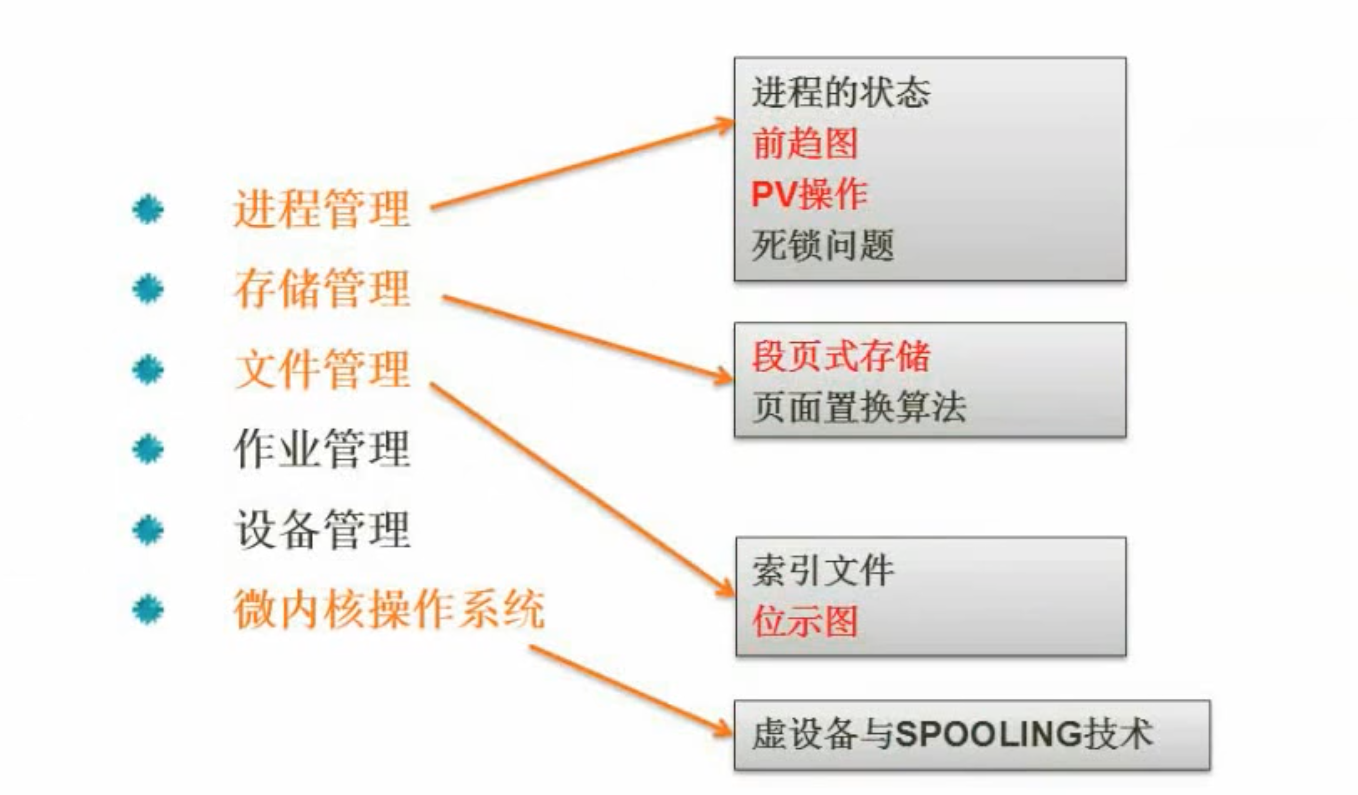 进程管理
存储管理
文件管理
作业管理
设备管理
微内核操作系统
进程的状态
前趋图
PV操作
死锁问题
段页式存储
页面置换算法
索引文件
位示图
虚设备与SPOOLING技术